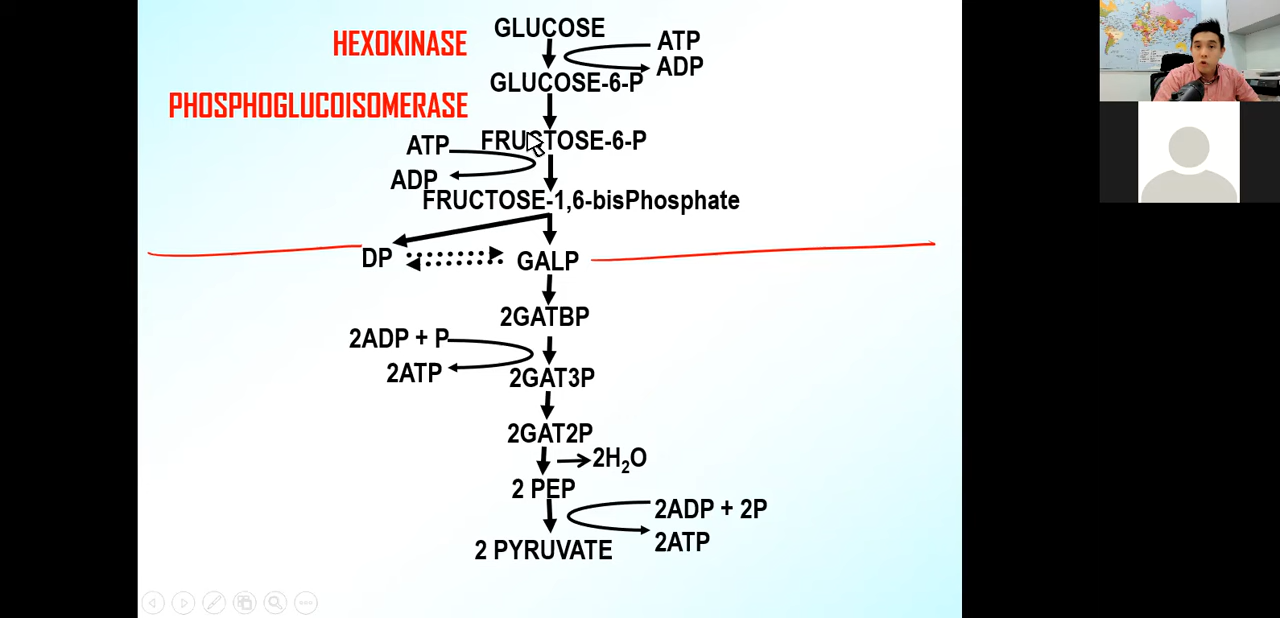 GLUCOSE
HEXOKINASE
ATP
ADP
GLUCOSE-6-P
PHOSPHOGLUCOISOMERASE
ATP
FRUCTOSE-6-P
ADP
FRUCTOSE-1,6-bisPhosphate
DP
GALP
2GATBP
2ADP + P
2ATP
2GAT3P
2GAT2P
2H₂O
2 PEP
2ADP + 2P
2ATP
2 PYRUVATE